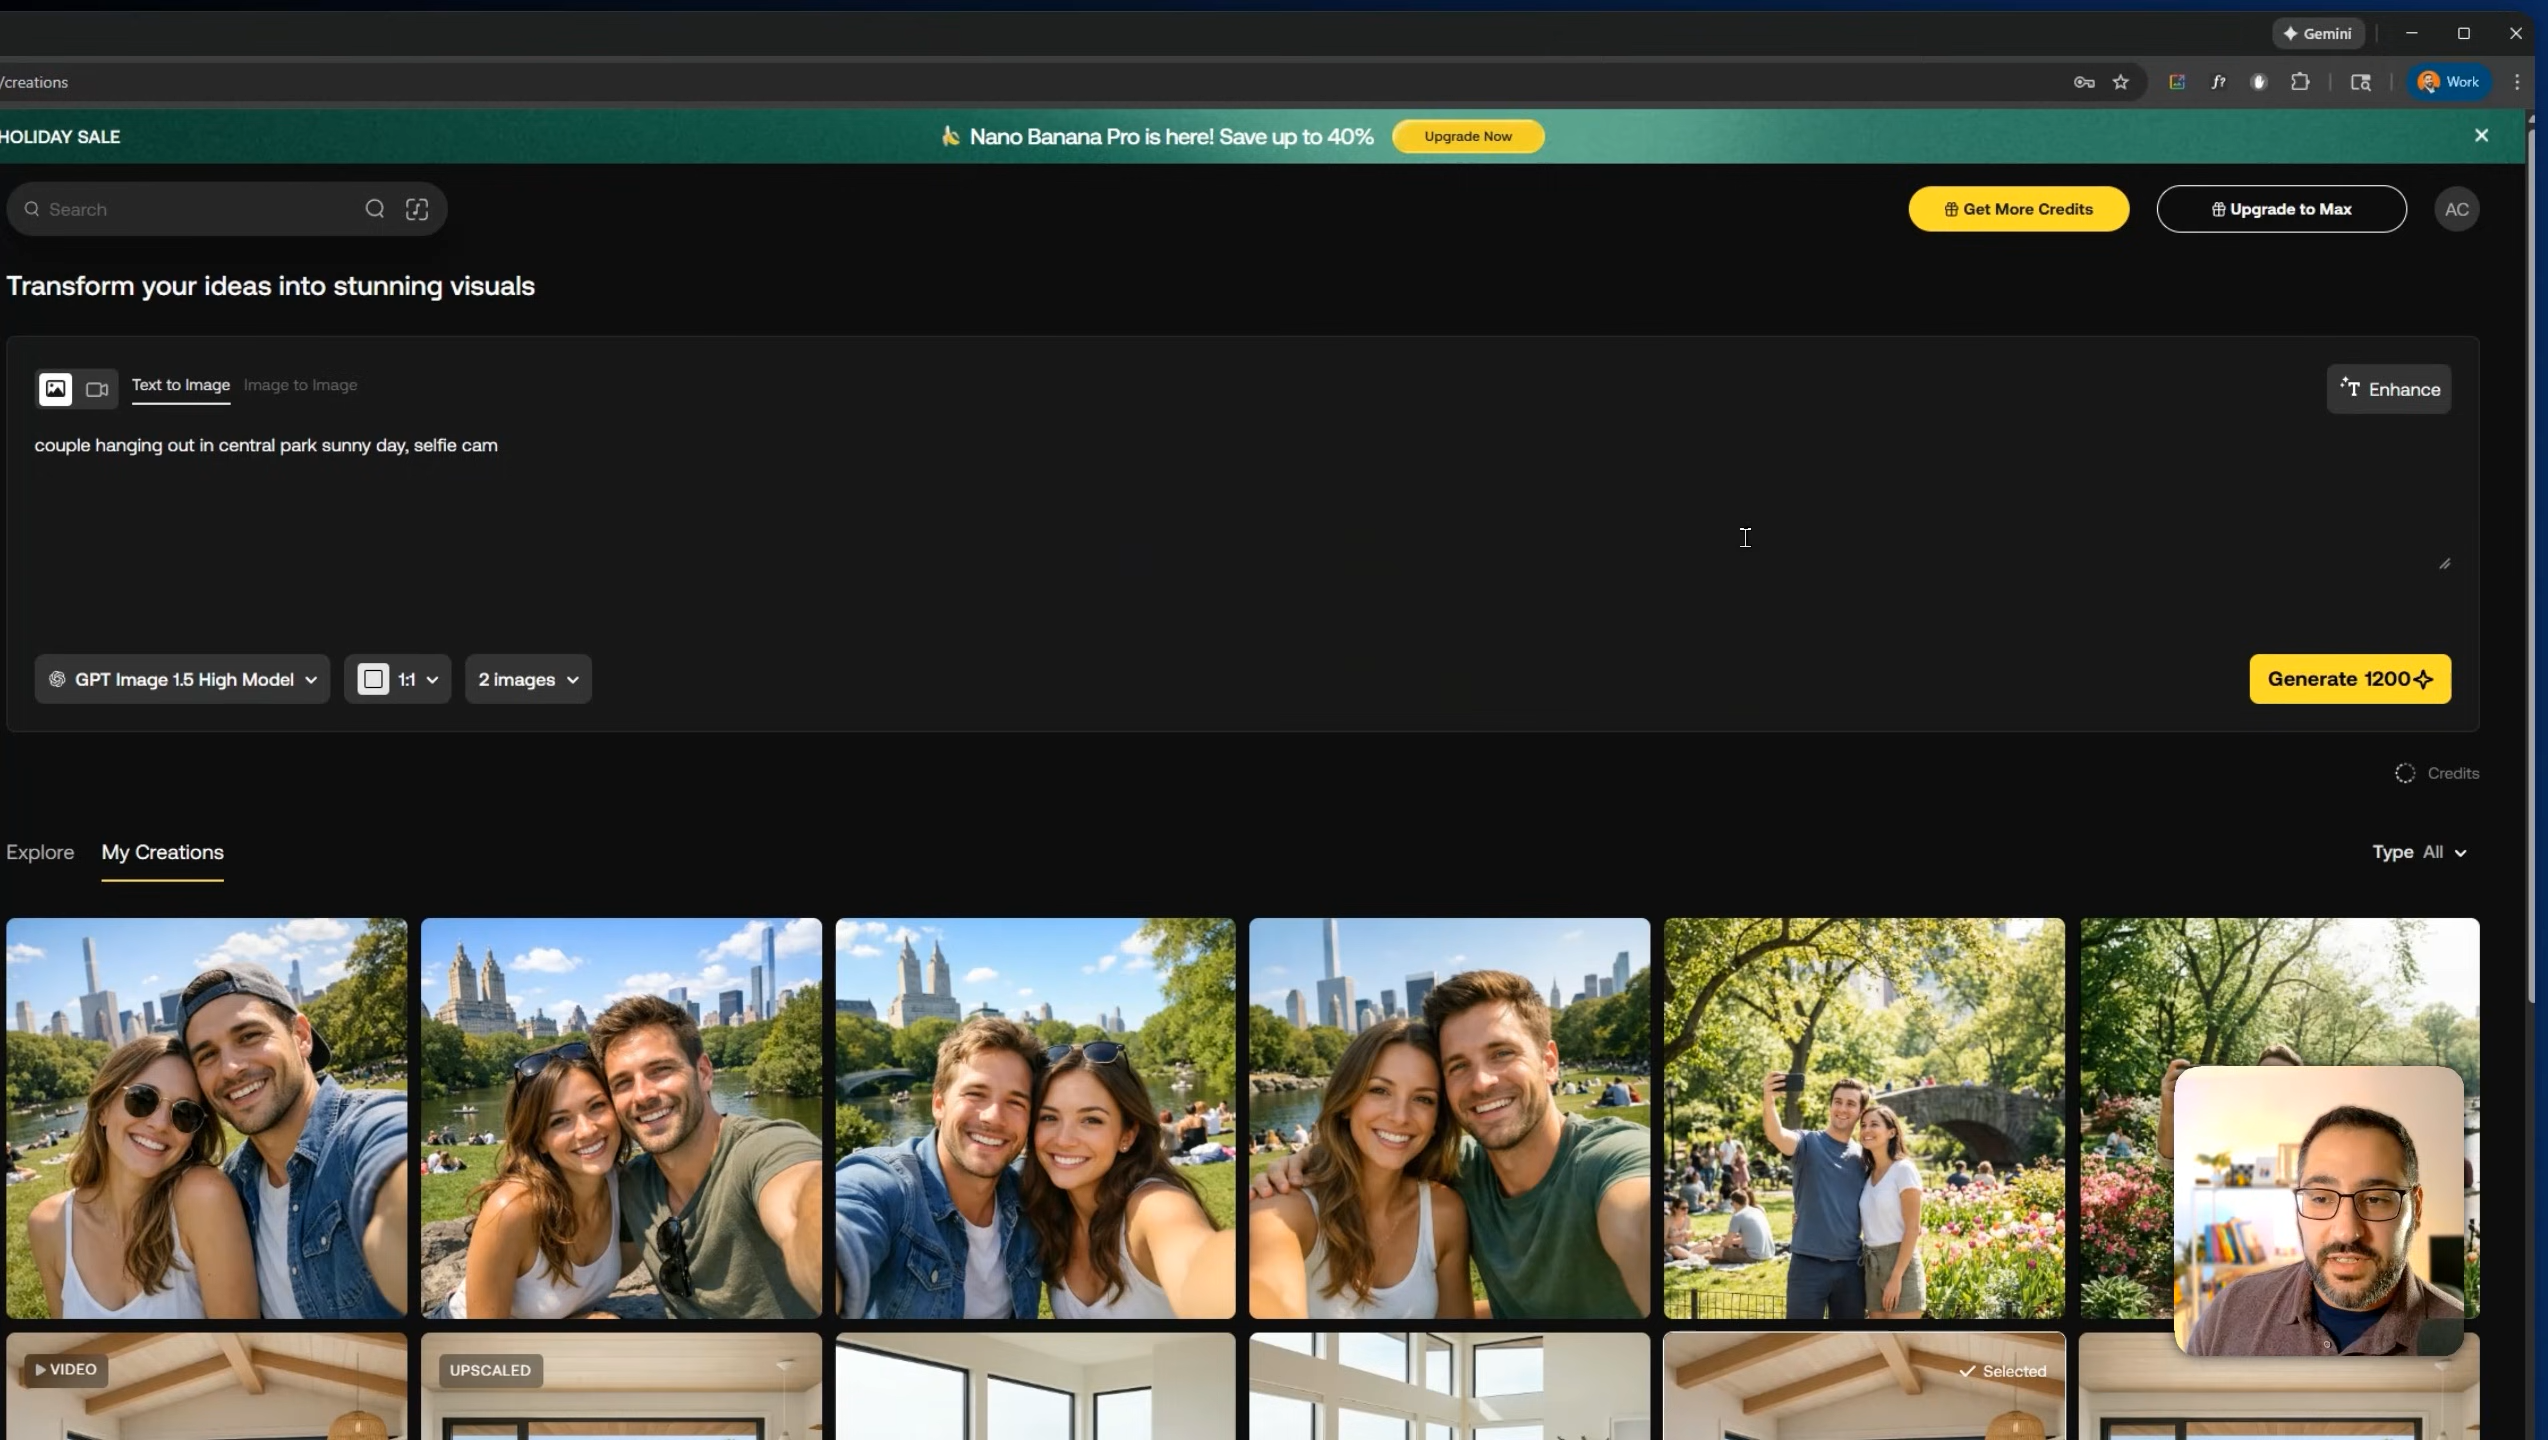 Gemini
/creations
Work
HOLIDAY SALE
Nano Banana Pro is here! Save up to 40%
Upgrade Now
Search
Get More Credits
Upgrade to Max
AC
Transform your ideas into stunning visuals
Text to Image
Image to Image
Enhance
couple hanging out in central park sunny day, selfie cam
GPT Image 1.5 High Model
1:1
2 images
Generate 1200
Credits
Explore
My Creations
Type All
VIDEO
UPSCALED
Selected